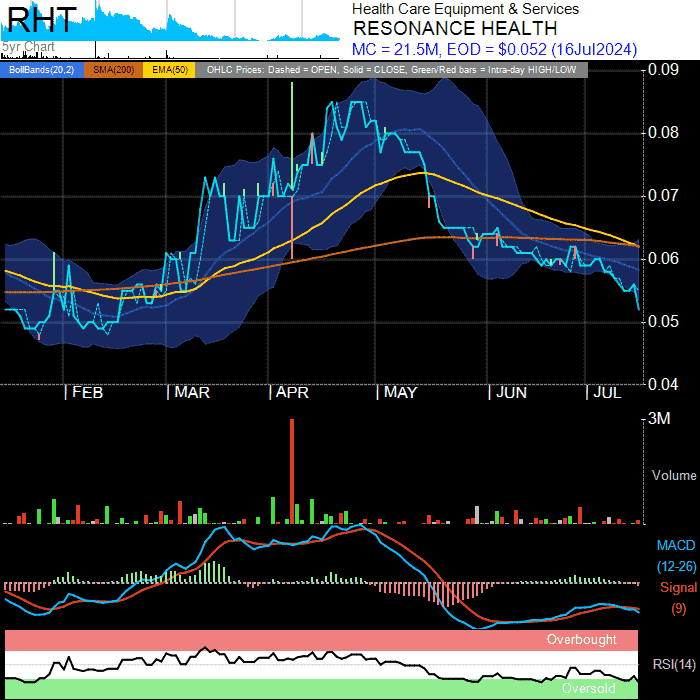 RHT
5yr Chart
Health Care Equipment & Services
RESONANCE HEALTH
MC = 21.5M, EOD = $0.052 (16Jul2024)
BollBands(20,2) SMA(200) EMA(50) OHLC Prices: Dashed = OPEN, Solid = CLOSE, Green/Red bars = Intra-day HIGH/LOW
0.09
0.08
0.07
0.06
0.05
0.04
FEB MAR APR MAY JUN JUL
3M
Volume
MACD
(12-26)
Signal
(9)
Overbought
RSI(14)
Oversold